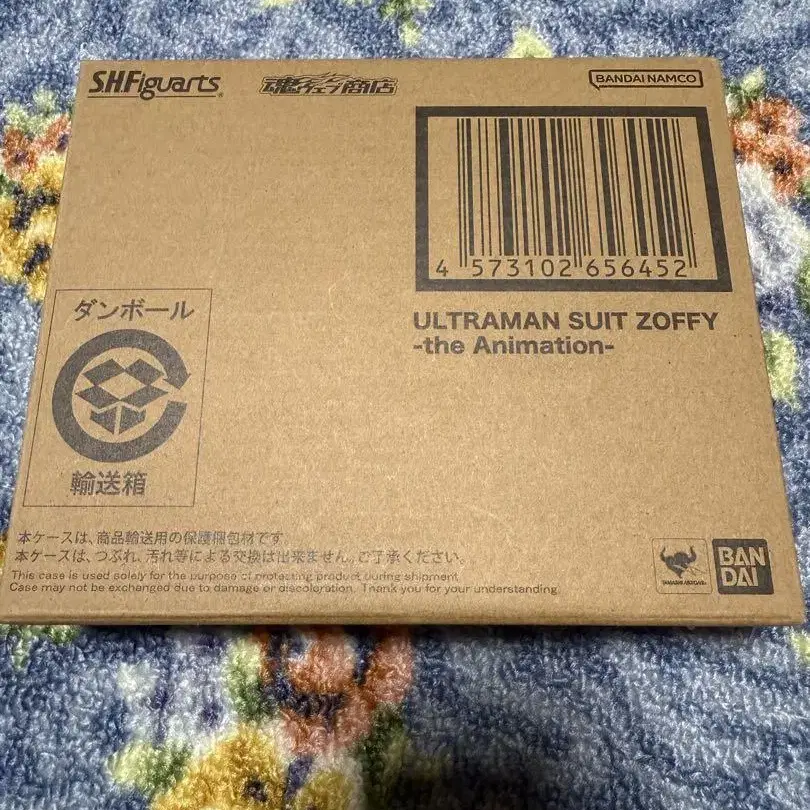 S.H.Figuarts
魂ウェブ商店
BANDAI NAMCO
4 573102 656452
ULTRAMAN SUIT ZOFFY
-the Animation-
ダンボール
輸送箱
本ケースは、商品輸送用の保護梱包材です。
本ケースは、つぶれ、汚れ等による交換は出来ません。ご了承ください。
This case is used solely for the purpose of protecting product during shipment.
Case may not be exchanged due to damage or discoloration. Thank you for your understanding.
TAMASHII NATIONS
BAN
DAI